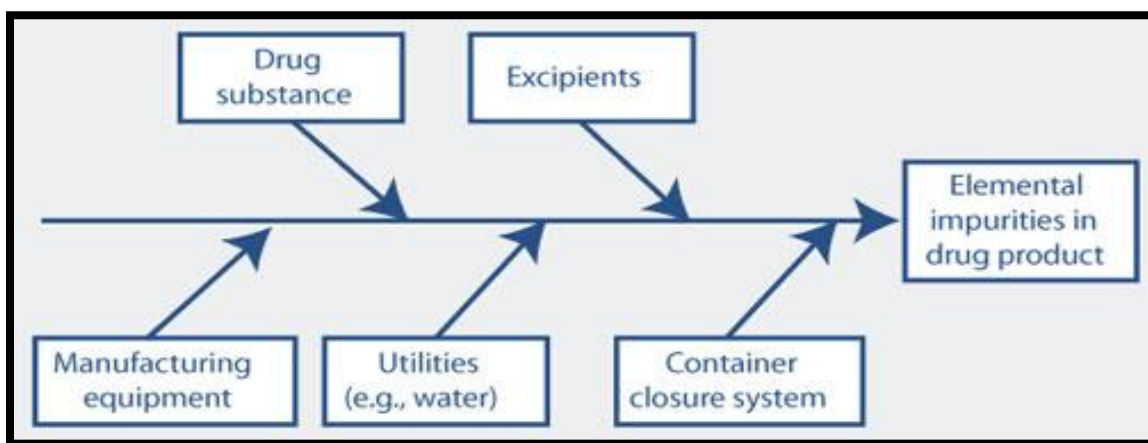 Drug
substance
Excipients
Elemental
impurities in
drug product
Manufacturing
equipment
Utilities
(e.g., water)
Container
closure system